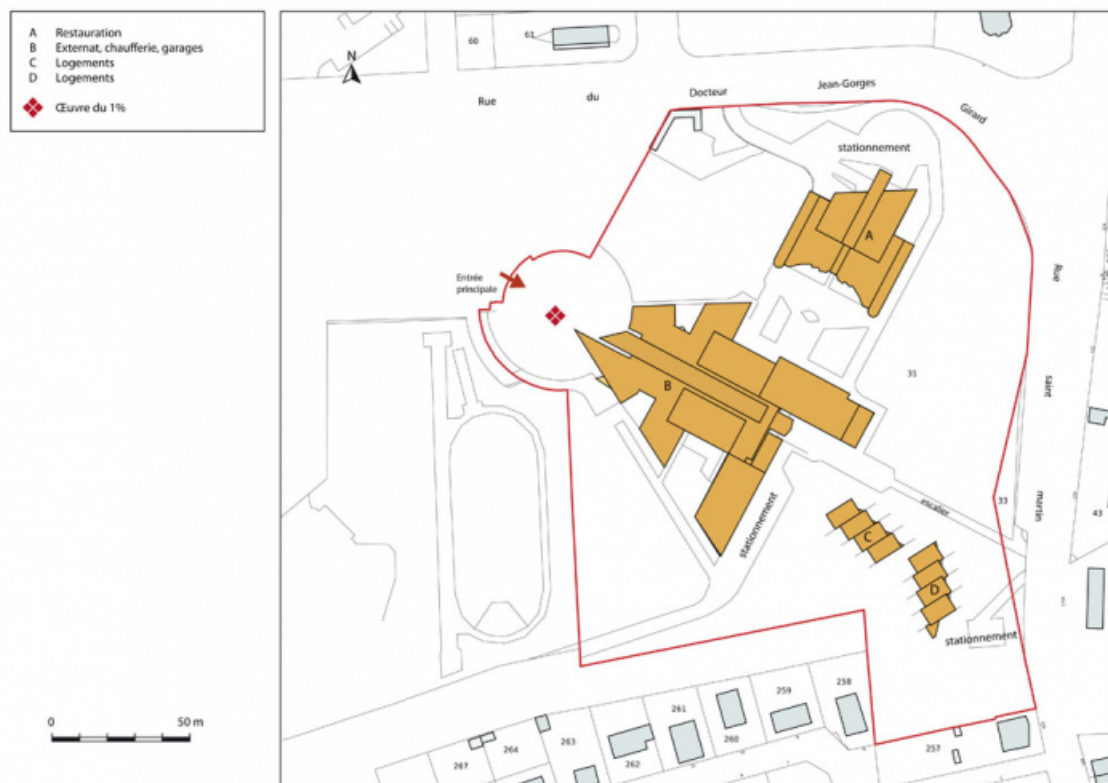 A Restauration
B Externat, chaufferie, garages
C Logements
D Logements
Œuvre du 1%
N
60
61
Rue du Docteur Jean-Gorges Girard
stationnement
A
Entrée
principale
B
31
Rue saint martin
33
43
escalier
stationnement
C
D
stationnement
258
259
261
260
263
262
264
267
257
0 50 m